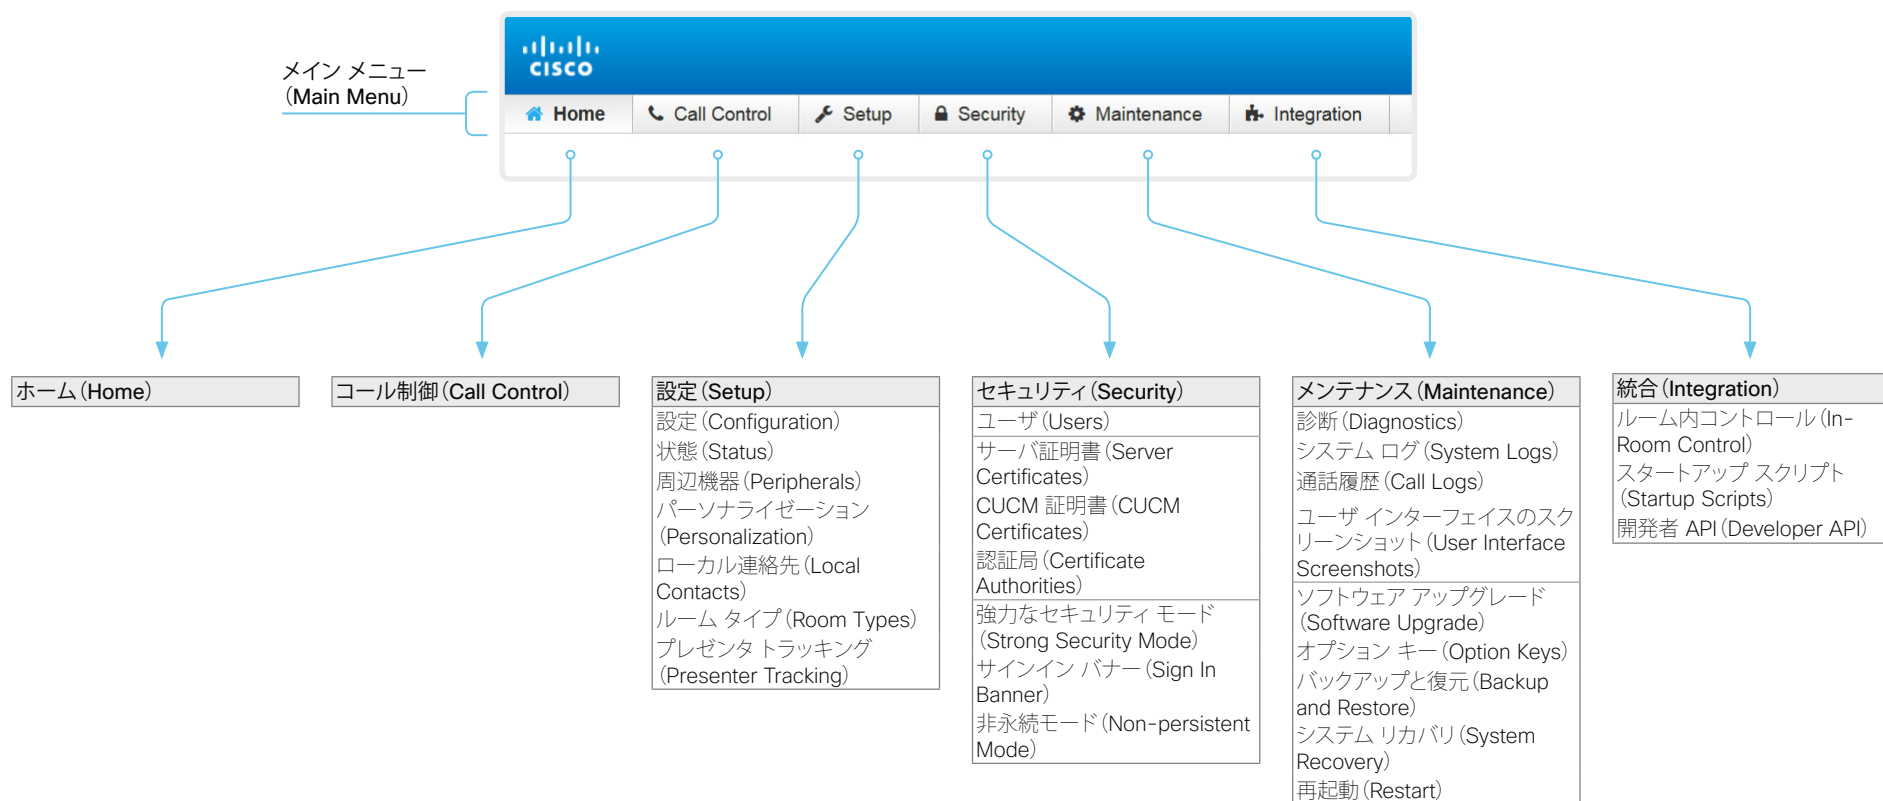 CISCO
メイン メニュー
（Main Menu）
Home
Call Control
Setup
Security
Maintenance
Integration
ホーム（Home）
コール制御（Call Control）
設定（Setup）
設定（Configuration）
状態（Status）
周辺機器（Peripherals）
パーソナライゼーション
（Personalization）
ローカル連絡先（Local
Contacts）
ルーム タイプ（Room Types）
プレゼンタ トラッキング
（Presenter Tracking）
セキュリティ（Security）
ユーザ（Users）
サーバ証明書（Server
Certificates）
CUCM 証明書（CUCM
Certificates）
認証局（Certificate
Authorities）
強力なセキュリティ モード
（Strong Security Mode）
サインイン バナー（Sign In
Banner）
非永続モード（Non-persistent
Mode）
メンテナンス（Maintenance）
診断（Diagnostics）
システム ログ（System Logs）
通話履歴（Call Logs）
ユーザ インターフェイスのスク
リーンショット（User Interface
Screenshots）
ソフトウェア アップグレード
（Software Upgrade）
オプション キー（Option Keys）
バックアップと復元（Backup
and Restore）
システム リカバリ（System
Recovery）
再起動（Restart）
統合（Integration）
ルーム内コントロール（In-
Room Control）
スタートアップ スクリプト
（Startup Scripts）
開発者 API（Developer API）